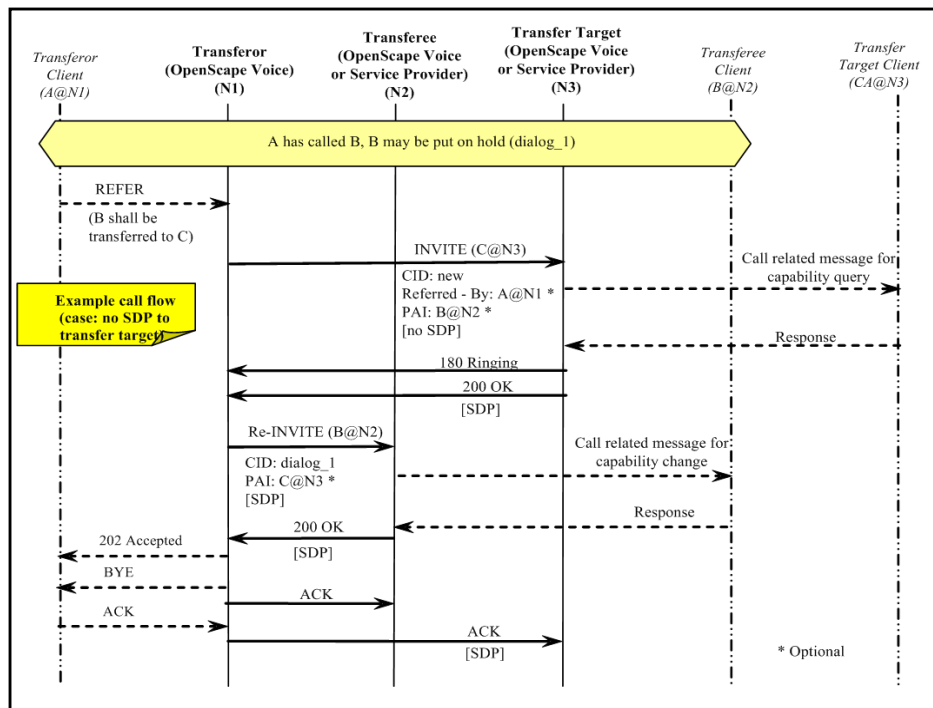 Transferor
Client
(A@N1)
Transferor
(OpenScape Voice)
(N1)
Transferee
(OpenScape Voice
or Service Provider)
(N2)
Transfer Target
(OpenScape Voice
or Service Provider)
(N3)
Transferee
Client
(B@N2)
Transfer
Target Client
(CA@N3)
A has called B, B may be put on hold (dialog_1)
REFER
(B shall be
transferred to C)
INVITE (C@N3)
CID: new
Referred - By: A@N1 *
PAI: B@N2 *
[no SDP]
Call related message for
capability query
Example call flow
(case: no SDP to
transfer target)
Response
180 Ringing
200 OK
[SDP]
Re-INVITE (B@N2)
CID: dialog_1
PAI: C@N3 *
[SDP]
Call related message for
capability change
Response
200 OK
[SDP]
202 Accepted
BYE
ACK
ACK
ACK
[SDP]
* Optional